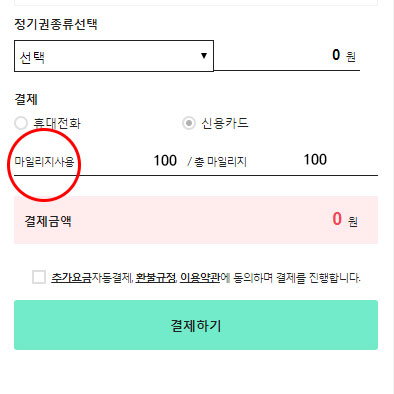 정기권종류선택
선택 ▼ 0 원
결제
휴대전화 신용카드
마일리지사용 100 / 총 마일리지 100
결제금액 0 원
추가요금자동결제, 환불규정, 이용약관에 동의하며 결제를 진행합니다.
결제하기